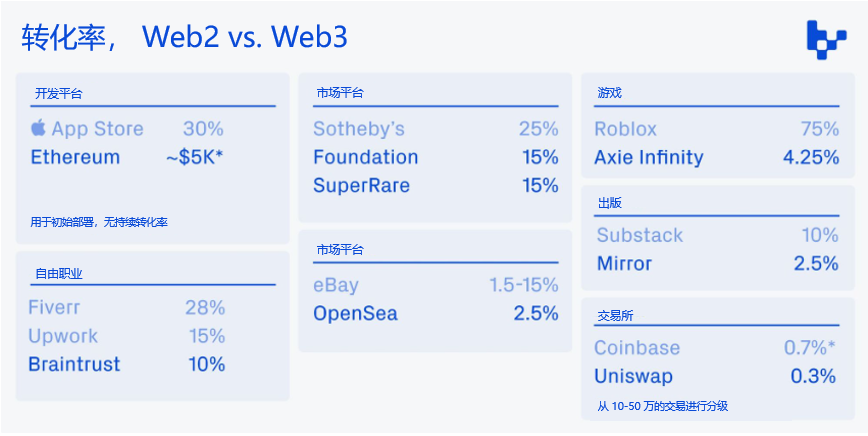 转化率， Web2 vs. Web3
开发平台
App Store 30%
Ethereum ~$5K*
用于初始部署，无持续转化率
自由职业
Fiverr 28%
Upwork 15%
Braintrust 10%
市场平台
Sotheby's 25%
Foundation 15%
SuperRare 15%
市场平台
eBay 1.5-15%
OpenSea 2.5%
游戏
Roblox 75%
Axie Infinity 4.25%
出版
Substack 10%
Mirror 2.5%
交易所
Coinbase 0.7%*
Uniswap 0.3%
从 10-50 万的交易进行分级